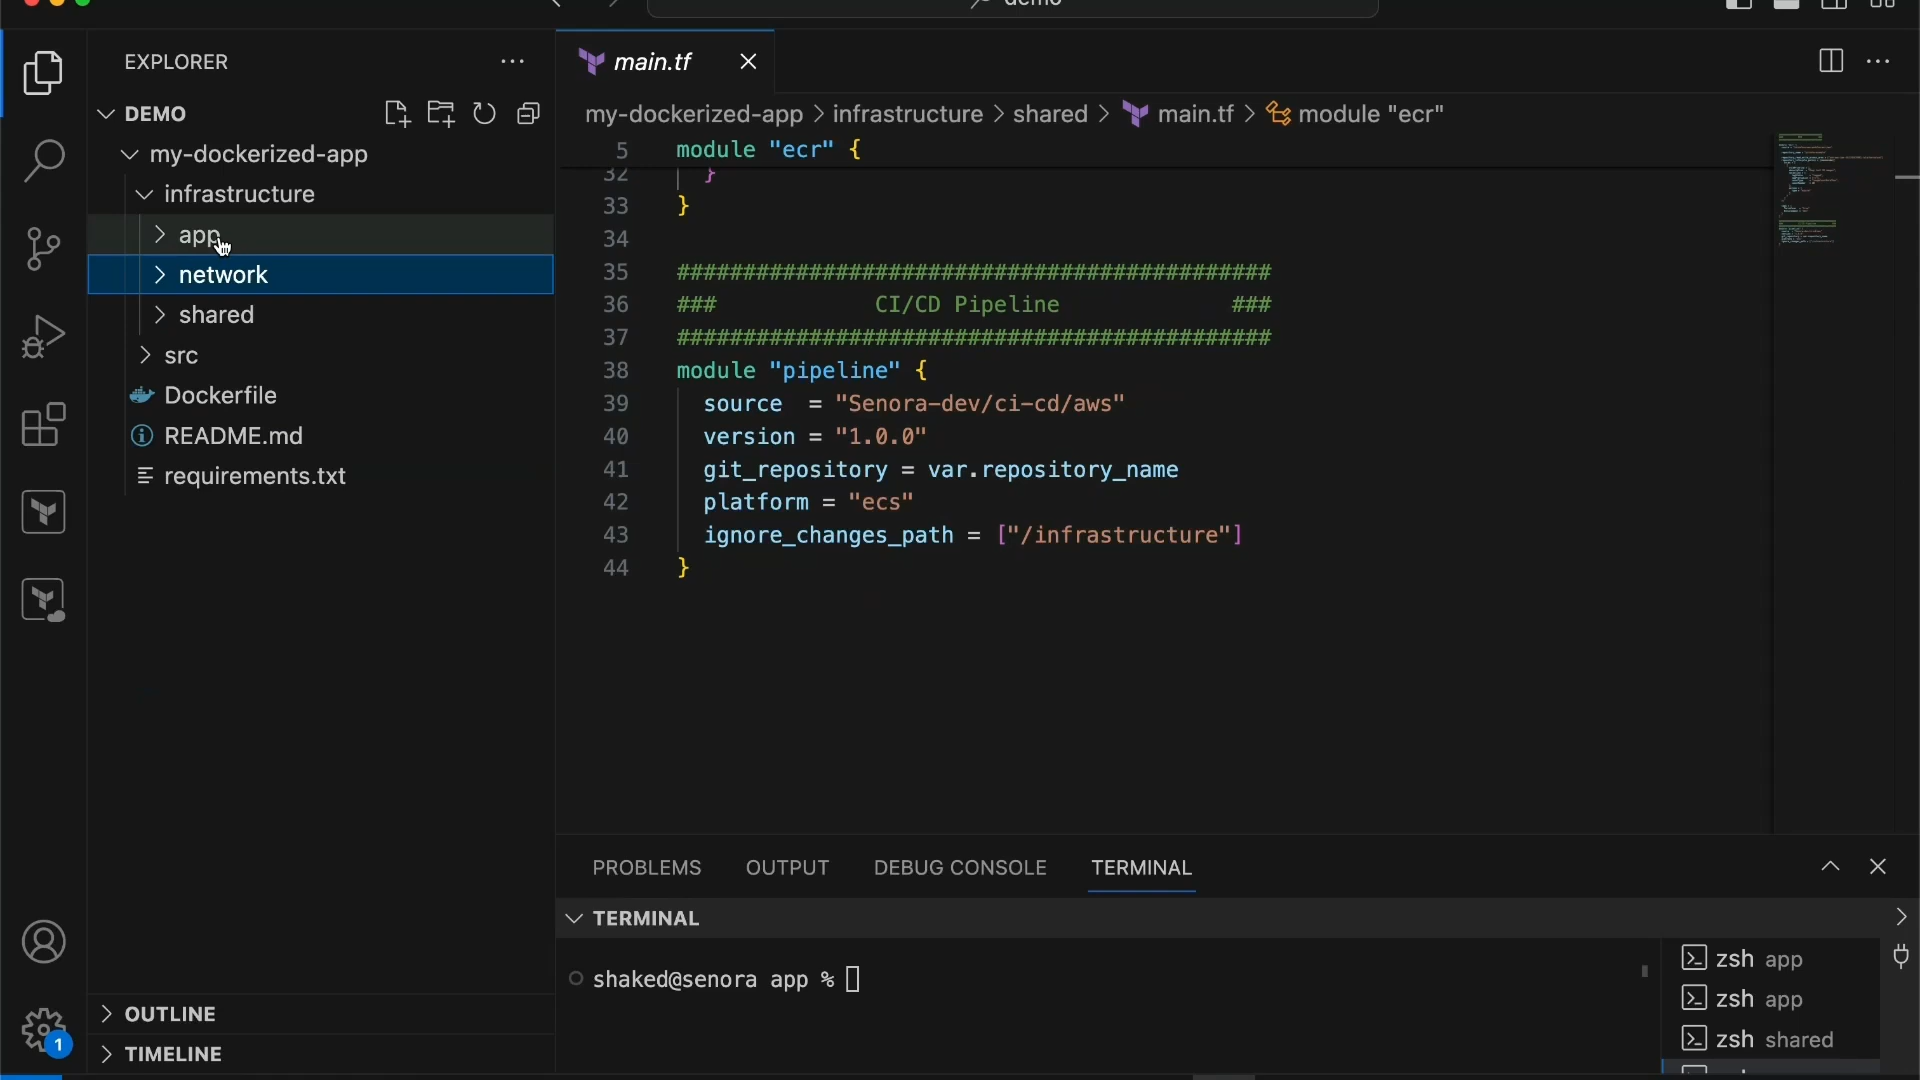 demo
EXPLORER
DEMO
my-dockerized-app
infrastructure
app
network
shared
src
Dockerfile
README.md
requirements.txt
OUTLINE
TIMELINE
1
main.tf
my-dockerized-app > infrastructure > shared > main.tf > module "ecr"
5 module "ecr" {
32 }
33 }
34
35 #############################################
36 ### CI/CD Pipeline ###
37 #############################################
38 module "pipeline" {
39 source = "Senora-dev/ci-cd/aws"
40 version = "1.0.0"
41 git_repository = var.repository_name
42 platform = "ecs"
43 ignore_changes_path = ["/infrastructure"]
44 }
PROBLEMS OUTPUT DEBUG CONSOLE TERMINAL
TERMINAL
shaked@senora app %
zsh app
zsh app
zsh shared